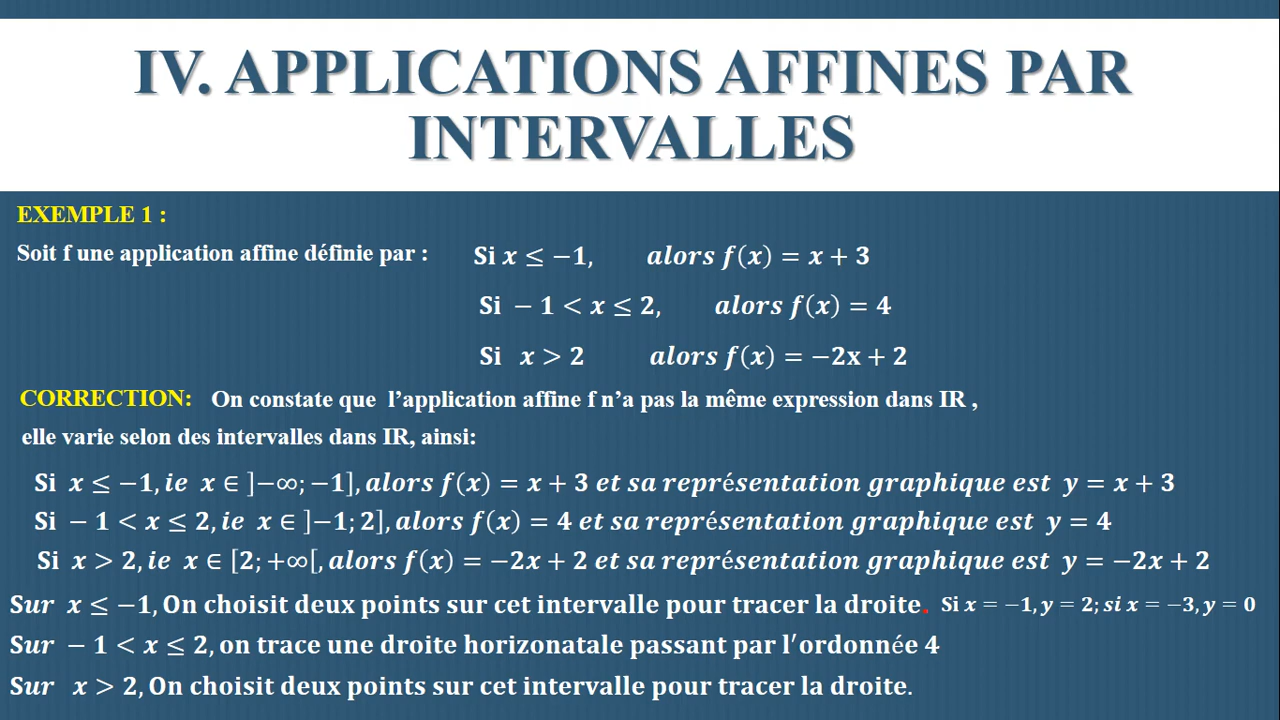 IV. APPLICATIONS AFFINES PAR
INTERVALLES
EXEMPLE 1 :
Soit f une application affine définie par : Si x ≤ −1, alors f(x) = x + 3
Si − 1 < x ≤ 2, alors f(x) = 4
Si x > 2 alors f(x) = −2x + 2
CORRECTION: On constate que l’application affine f n’a pas la même expression dans IR ,
elle varie selon des intervalles dans IR, ainsi:
Si x ≤ −1, ie x ∈ ]−∞; −1], alors f(x) = x + 3 et sa représentation graphique est y = x + 3
Si − 1 < x ≤ 2, ie x ∈ ]−1; 2], alors f(x) = 4 et sa représentation graphique est y = 4
Si x > 2, ie x ∈ [2; +∞[, alors f(x) = −2x + 2 et sa représentation graphique est y = −2x + 2
Sur x ≤ −1, On choisit deux points sur cet intervalle pour tracer la droite. Si x = −1, y = 2; si x = −3, y = 0
Sur − 1 < x ≤ 2, on trace une droite horizonatale passant par l′ordonnée 4
Sur x > 2, On choisit deux points sur cet intervalle pour tracer la droite.